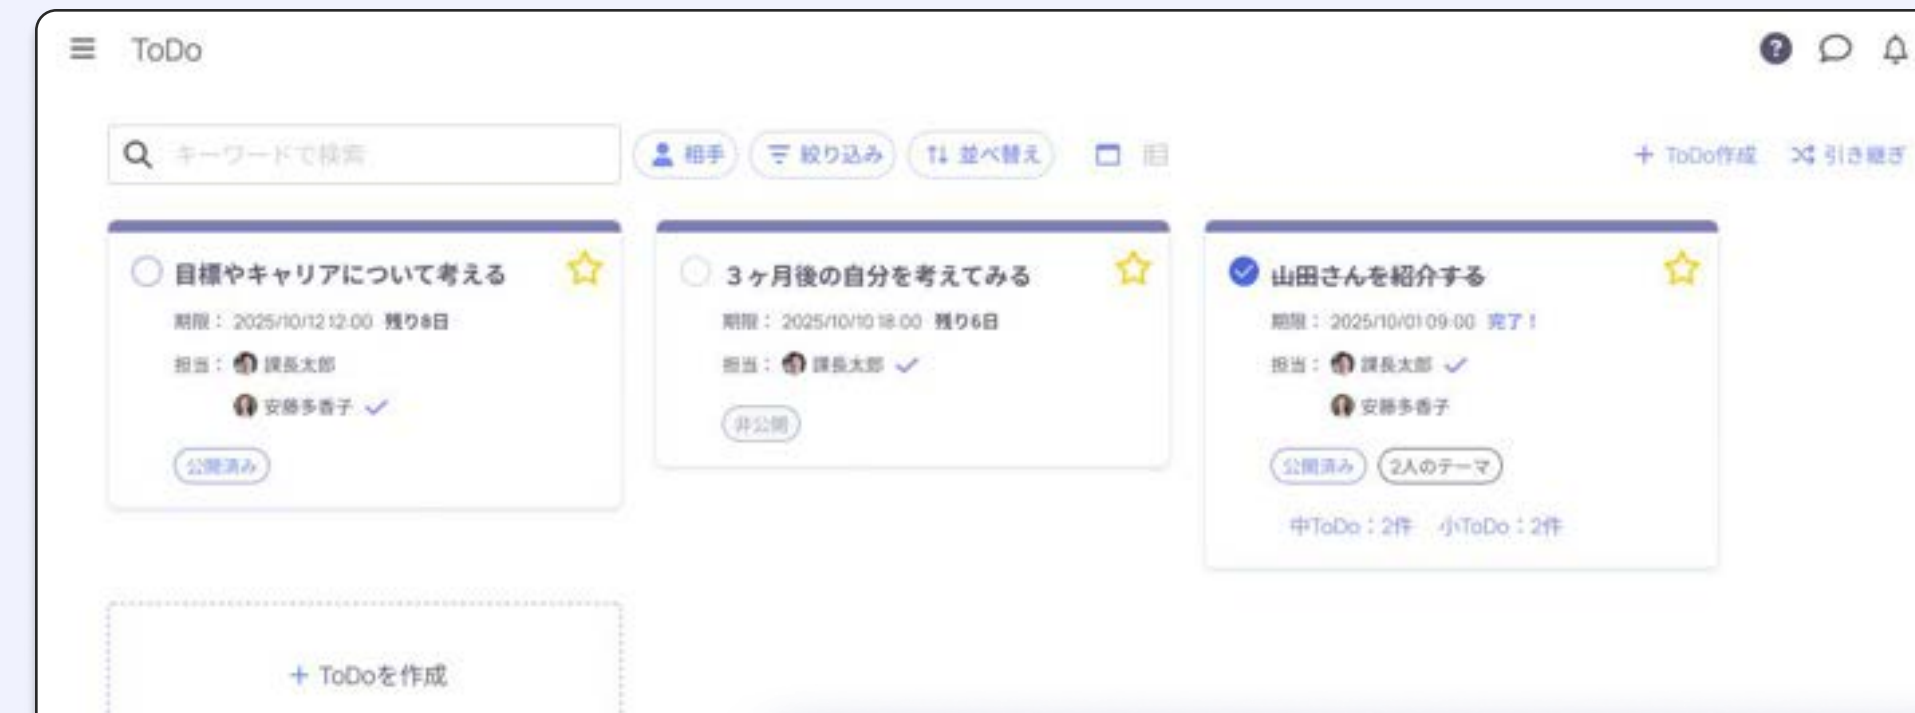 ToDo
キーワードで検索
相手 絞り込み 並べ替え
+ ToDo作成 引き継ぎ
目標やキャリアについて考える
期限： 2025/10/12 12:00 残り8日
担当： 課長太郎
安藤多香子
公開済み
３ヶ月後の自分を考えてみる
期限： 2025/10/10 18:00 残り6日
担当： 課長太郎
非公開
山田さんを紹介する
期限： 2025/10/01 09:00 完了！
担当： 課長太郎
安藤多香子
公開済み 2人のテーマ
中ToDo：2件 小ToDo：2件
+ ToDoを作成